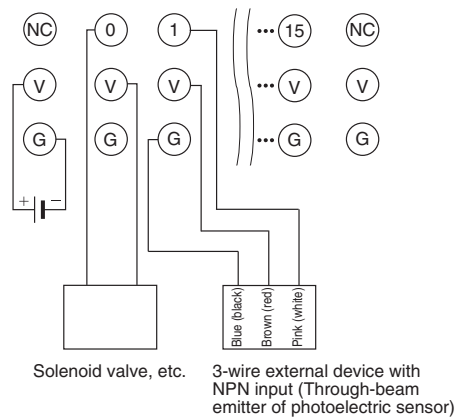 NC 0 1 ••• 15 NC
V V V ••• V V
G G G ••• G G
+ −
Blue (black)
Brown (red)
Pink (white)
Solenoid valve, etc.
3-wire external device with
NPN input (Through-beam
emitter of photoelectric sensor)